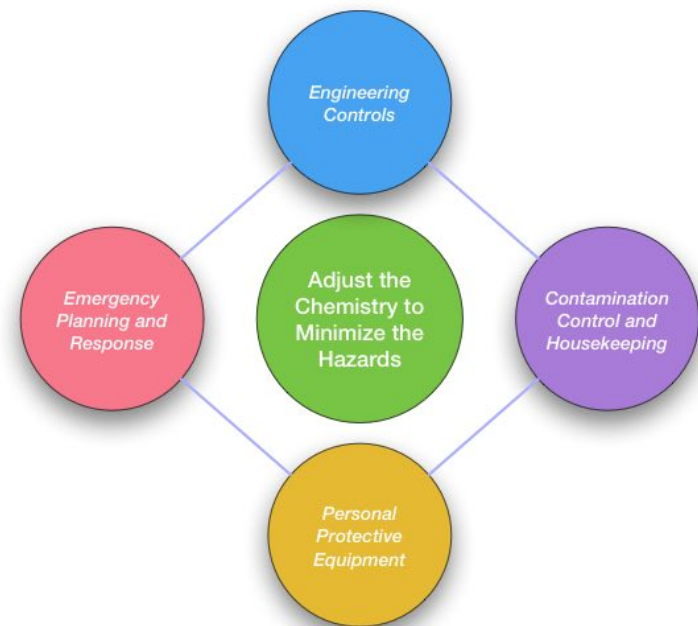 Engineering
Controls
Emergency
Planning and
Response
Adjust the
Chemistry to
Minimize the
Hazards
Contamination
Control and
Housekeeping
Personal
Protective
Equipment